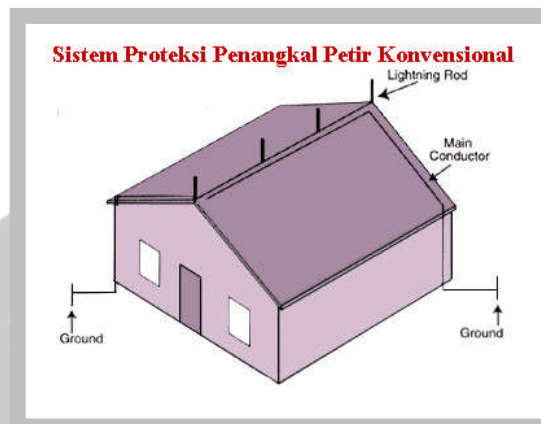 Sistem Proteksi Penangkal Petir Konvensional
Lightning Rod
Main
Conductor
Ground
Ground